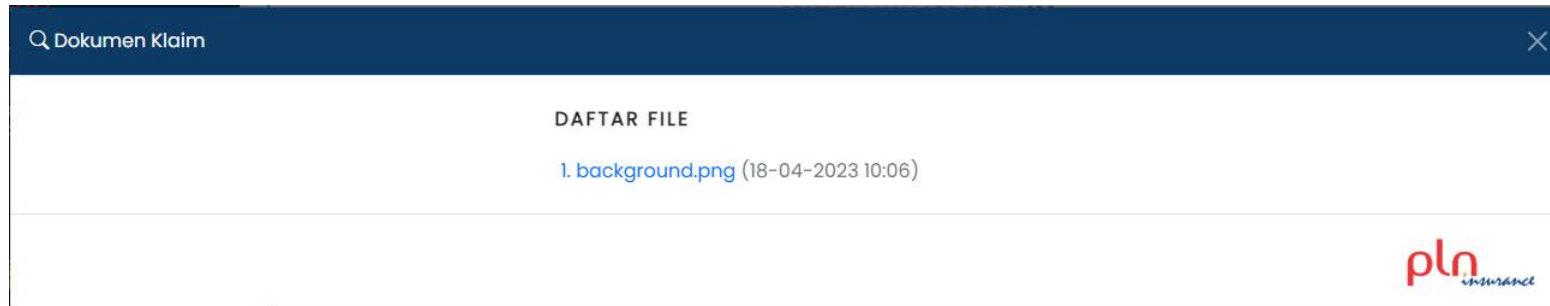 Dokumen Klaim
DAFTAR FILE
1. background.png (18-04-2023 10:06)
pln
insurance